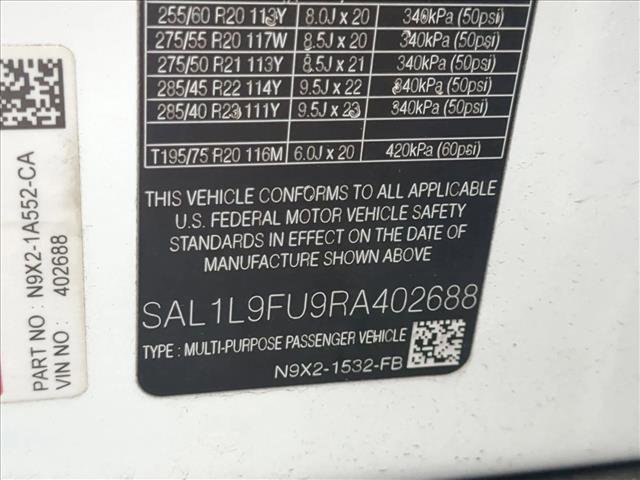 255/60 R20 113Y 8.0J x 20 340kPa (50psi)
275/55 R20 117W 8.5J x 20 340kPa (50psi)
275/50 R21 113Y 8.5J x 21 340kPa (50psi)
285/45 R22 114Y 9.5J x 22 340kPa (50psi)
285/40 R23 111Y 9.5J x 23 340kPa (50psi)
T195/75 R20 116M 6.0J x 20 420kPa (60psi)
THIS VEHICLE CONFORMS TO ALL APPLICABLE
U.S. FEDERAL MOTOR VEHICLE SAFETY
STANDARDS IN EFFECT ON THE DATE OF
MANUFACTURE SHOWN ABOVE
SAL1L9FU9RA402688
TYPE : MULTI-PURPOSE PASSENGER VEHICLE
N9X2-1532-FB
PART NO : N9X2-1A552-CA
VIN NO : 402688